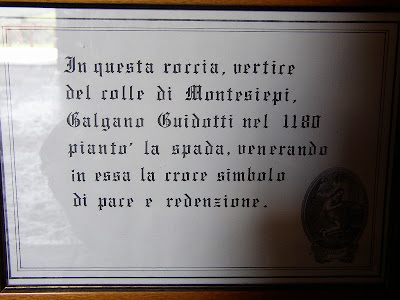 In questa roccia, vertice
del colle di Montesiepi,
Galgano Guidotti nel 1180
piantò la spada, venerando
in essa la croce simbolo
di pace e redenzione.